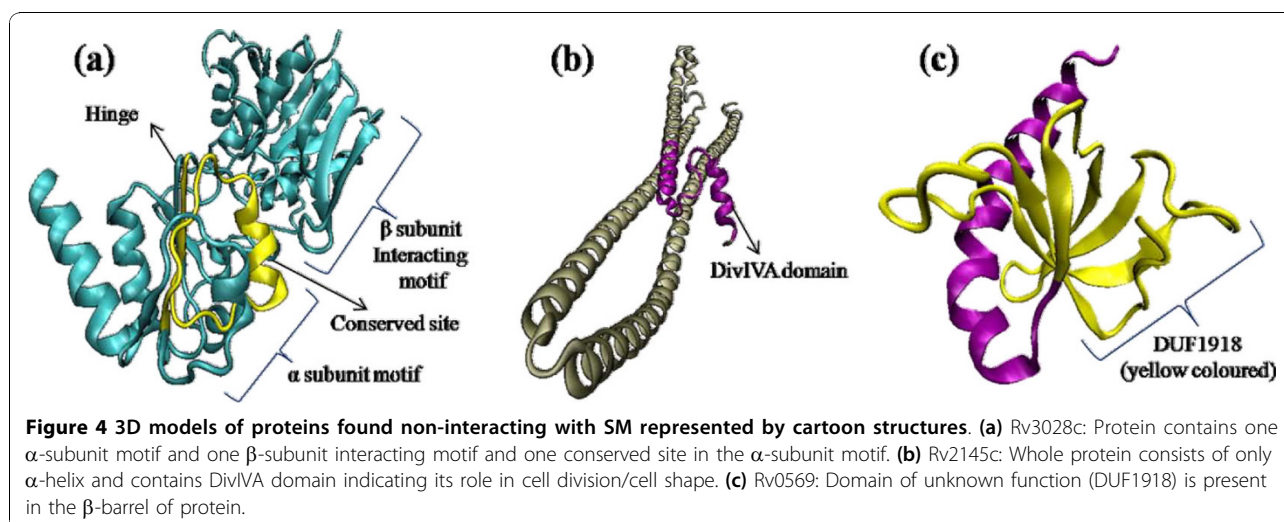 (a)
Hinge
β subunit
Interacting
motif
Conserved site
α subunit motif
(b)
DivIVA domain
(c)
DUF1918
(yellow coloured)
Figure 4 3D models of proteins found non-interacting with SM represented by cartoon structures. (a) Rv3028c: Protein contains one
α-subunit motif and one β-subunit interacting motif and one conserved site in the α-subunit motif. (b) Rv2145c: Whole protein consists of only
α-helix and contains DivIVA domain indicating its role in cell division/cell shape. (c) Rv0569: Domain of unknown function (DUF1918) is present
in the β-barrel of protein.